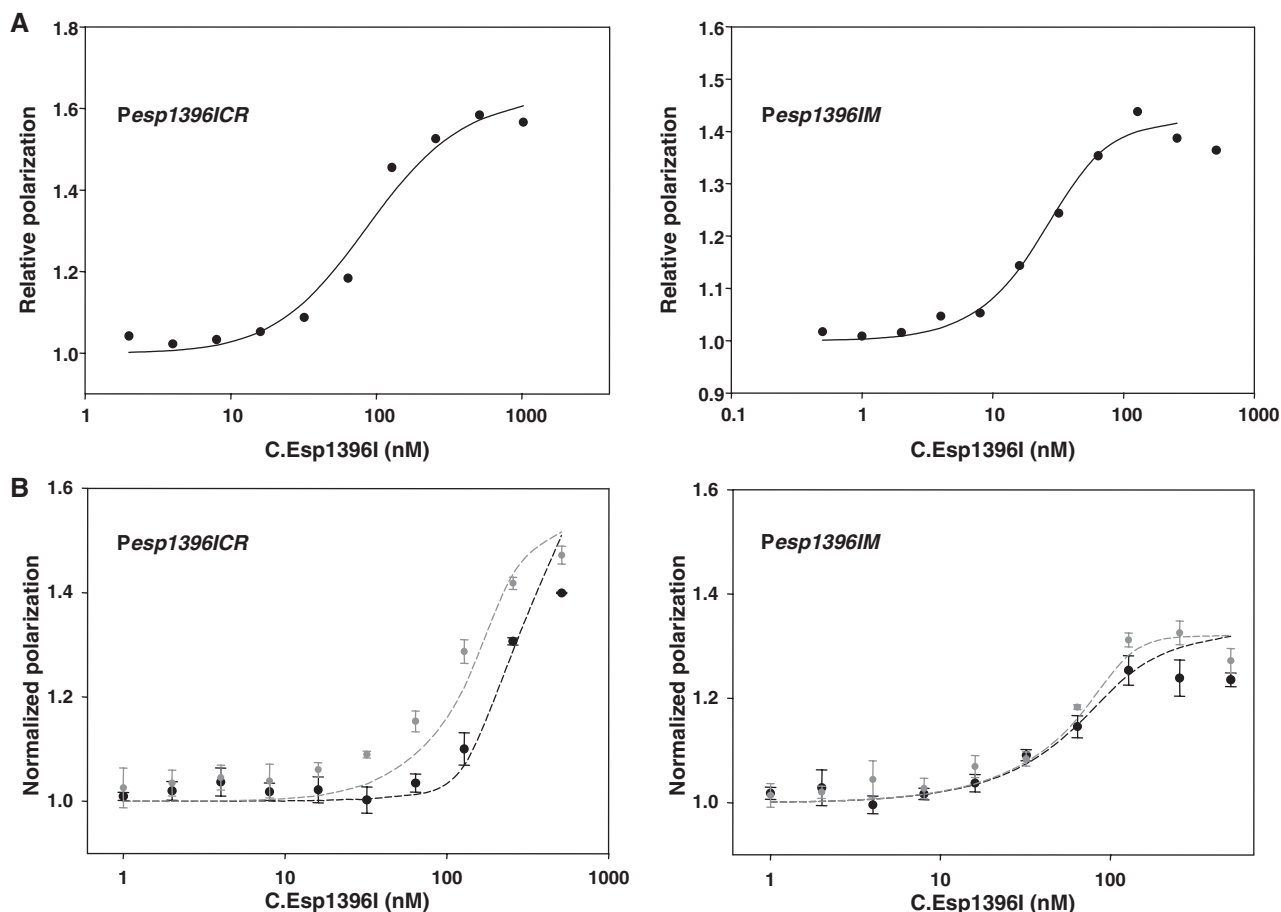 A
1.8
1.6
1.4
1.2
1.0
Relative polarization
Pesp1396ICR
1
10
100
1000
C.Esp1396I (nM)
1.6
1.5
1.4
1.3
1.2
1.1
1.0
0.9
Relative polarization
Pesp1396IM
0.1
1
10
100
1000
C.Esp1396I (nM)
B
1.6
1.4
1.2
1.0
Normalized polarization
Pesp1396ICR
1
10
100
1000
C.Esp1396I (nM)
1.6
1.4
1.2
1.0
Normalized polarization
Pesp1396IM
1
10
100
C.Esp1396I (nM)